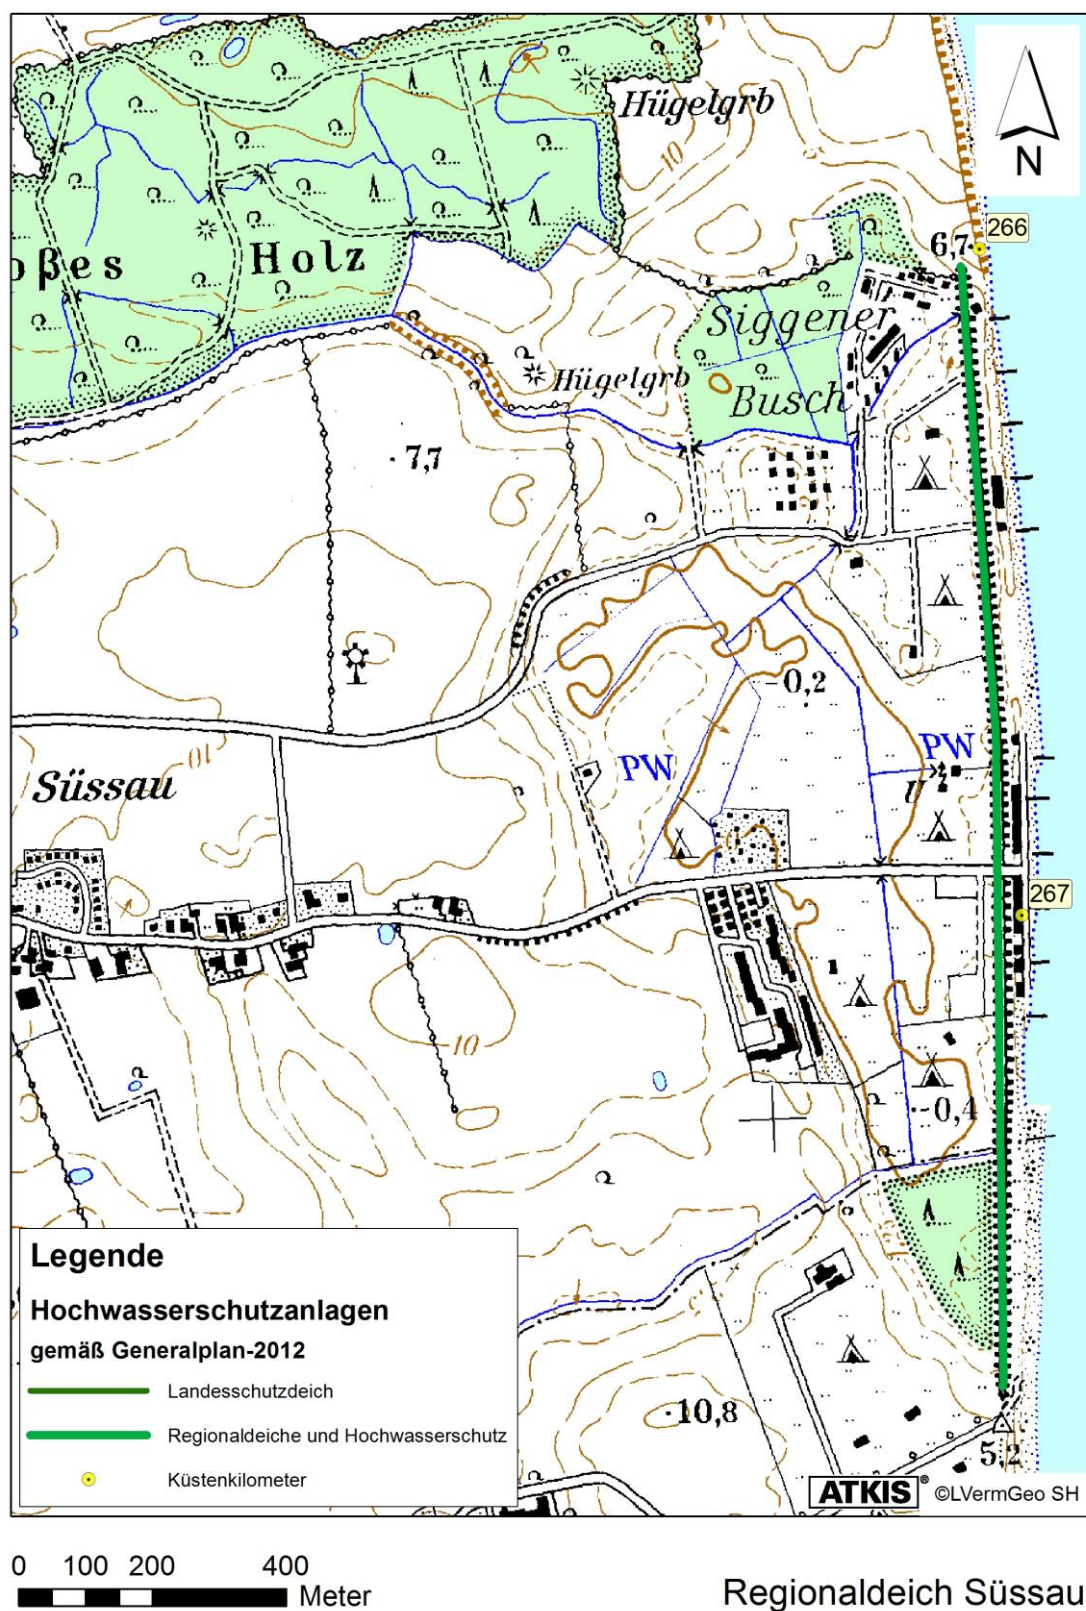 Hügelgrb
10
N
266
6,7
oßes Holz
Siggener
Busch
Hügelgrb
7,7
-0,2
PW
PW
U
Süssau
10
267
10
-0,4
Legende
Hochwasserschutzanlagen
gemäß Generalplan-2012
Landesschutzdeich
Regionaldeiche und Hochwasserschutz
Küstenkilometer
10,8
5,2
ATKIS® ©LVermGeo SH
0 100 200 400
Meter
Regionaldeich Süssau